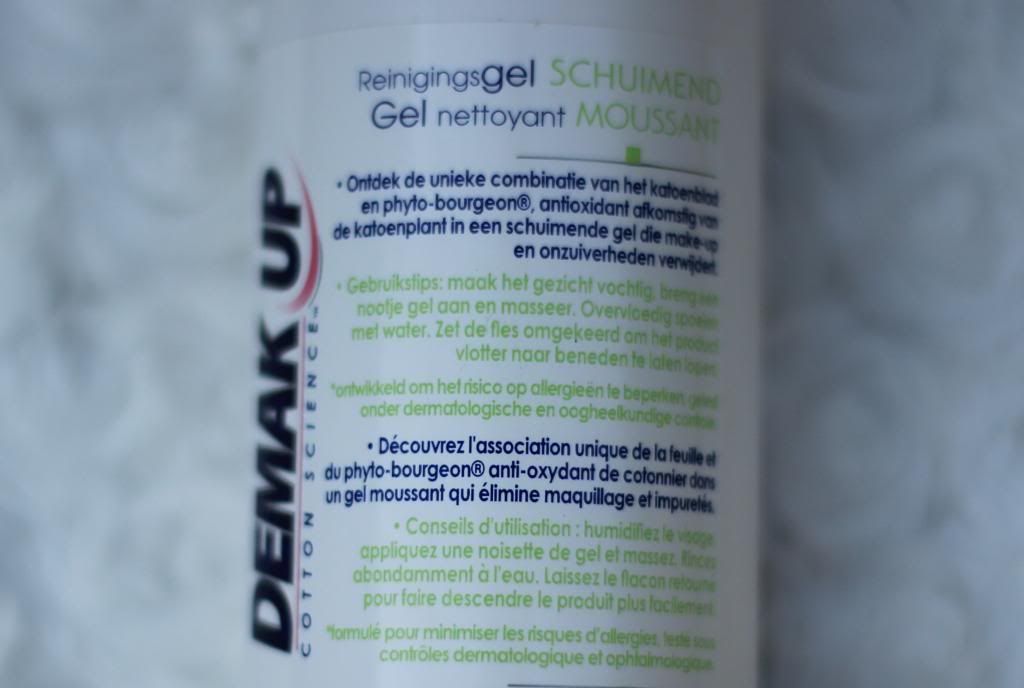 Reinigingsgel SCHUIMEND
Gel nettoyant MOUSSANT
• Ontdek de unieke combinatie van het katoenblad
en phyto-bourgeon®, antioxidant afkomstig van
de katoenplant in een schuimende gel die make-up
en onzuiverheden verwijdert.
• Gebruikstips: maak het gezicht vochtig, breng een
nootje gel aan en masseer. Overvloedig spoelen
met water. Zet de fles omgekeerd om het product
vlotter naar beneden te laten lopen.
*ontwikkeld om het risico op allergieën te beperken, getest
onder dermatologische en oogheelkundige controle.
• Découvrez l'association unique de la feuille et
du phyto-bourgeon® anti-oxydant de cotonnier dans
un gel moussant qui élimine maquillage et impuretés.
• Conseils d'utilisation : humidifiez le visage,
appliquez une noisette de gel et massez. Rincez
abondamment à l'eau. Laissez le flacon retourné
pour faire descendre le produit plus facilement.
*formulé pour minimiser les risques d'allergies, testé sous
contrôles dermatologique et ophtalmologique.
DEMAK UP
COTTON SCIENCE™